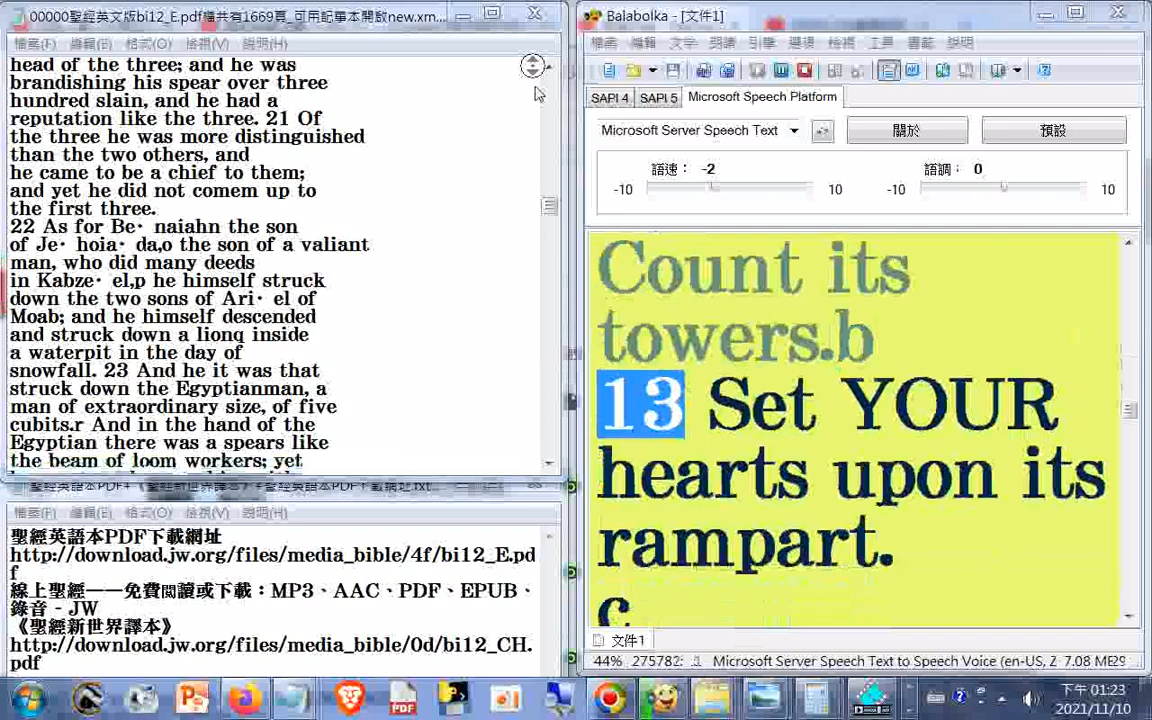 00000聖經英文版bi12_E.pdf檔共有1669頁_可用記事本開啟new.xm...
檔案(F) 編輯(E) 格式(O) 檢視(V) 說明(H)
head of the three; and he was
brandishing his spear over three
hundred slain, and he had a
reputation like the three. 21 Of
the three he was more distinguished
than the two others, and
he came to be a chief to them;
and yet he did not comem up to
the first three.
22 As for Be· naiahn the son
of Je· hoia· da,o the son of a valiant
man, who did many deeds
in Kabze· el,p he himself struck
down the two sons of Ari· el of
Moab; and he himself descended
and struck down a lionq inside
a waterpit in the day of
snowfall. 23 And he it was that
struck down the Egyptianman, a
man of extraordinary size, of five
cubits.r And in the hand of the
Egyptian there was a spears like
the beam of loom workers; yet
檔案(F) 編輯(E) 格式(O) 檢視(V) 說明(H)
聖經英語本PDF下載網址
http://download.jw.org/files/media_bible/4f/bi12_E.pd
f
線上聖經——免費閱讀或下載：MP3、AAC、PDF、EPUB、
錄音 - JW
《聖經新世界譯本》
http://download.jw.org/files/media_bible/0d/bi12_CH.
pdf
Balabolka - [文件1]
檔案 編輯 文字 朗讀 引擎 選項 檢視 工具 書籤 說明
SAPI 4 SAPI 5 Microsoft Speech Platform
Microsoft Server Speech Text 關於 預設
語速： -2 語調： 0
-10 10 -10 10
Count its
towers.b
13 Set YOUR
hearts upon its
rampart.
c
文件1
44% Microsoft Server Speech Text to Speech Voice (en-US, Z 7.08 ME
下午 01:23
2021/11/10